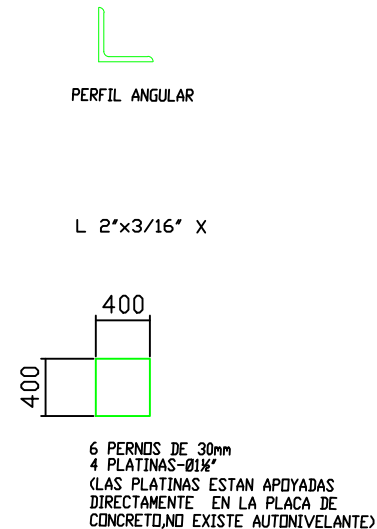 PERFIL ANGULAR
L 2"x3/16" X
400
400
6 PERNOS DE 30mm
4 PLATINAS-Ø1½"
(LAS PLATINAS ESTAN APOYADAS
DIRECTAMENTE EN LA PLACA DE
CONCRETO,NO EXISTE AUTONIVELANTE)